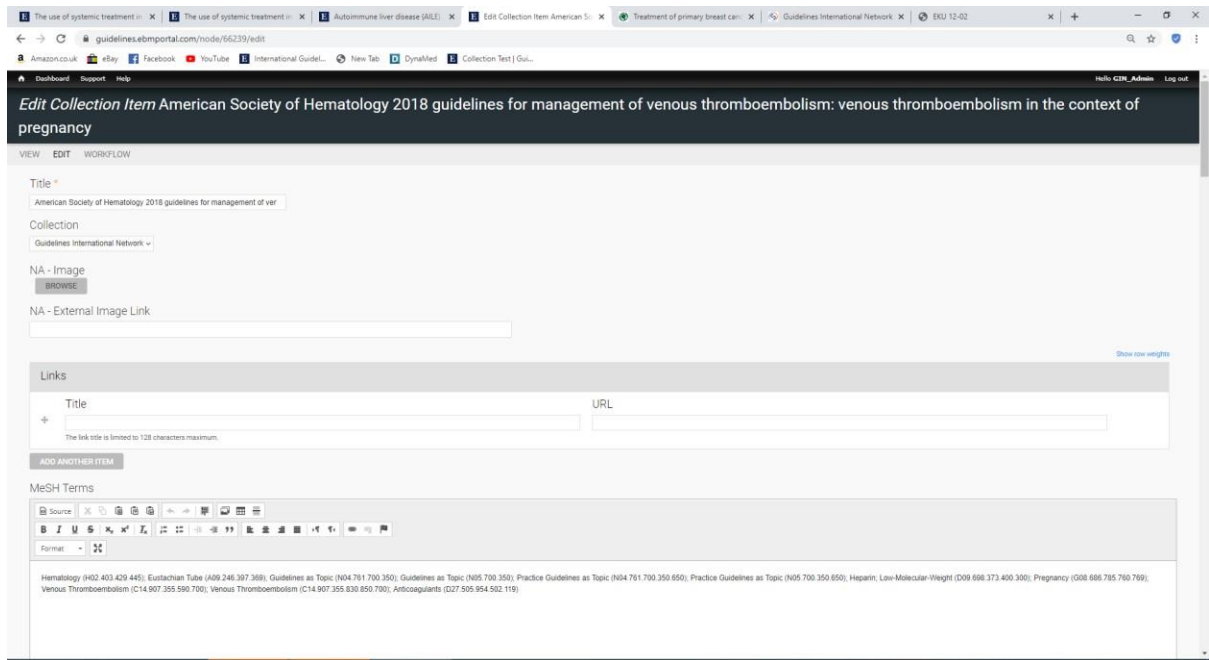 The use of systemic treatment in
The use of systemic treatment in
Autoimmune liver disease (AILE)
Edit Collection Item American So
Treatment of primary breast canc
Guidelines International Network
EKU 12-02
guidelines.ebmportal.com/node/66239/edit
Amazon.co.uk eBay Facebook YouTube International Guidel... New Tab DynaMed Collection Test | Gui...
Dashboard Support Help Hello GIN_Admin Log out
Edit Collection Item American Society of Hematology 2018 guidelines for management of venous thromboembolism: venous thromboembolism in the context of
pregnancy
VIEW EDIT WORKFLOW
Title *
American Society of Hematology 2018 guidelines for management of ver
Collection
Guidelines International Network
NA - Image
BROWSE
NA - External Image Link
Show row weights
Links
Title URL
The link title is limited to 128 characters maximum.
ADD ANOTHER ITEM
MeSH Terms
Source
B I U S x₂ x² Iₓ
Format
Hematology (H02.403.429.445); Eustachian Tube (A09.246.397.369); Guidelines as Topic (N04.761.700.350); Guidelines as Topic (N05.700.350); Practice Guidelines as Topic (N04.761.700.350.650); Practice Guidelines as Topic (N05.700.350.650); Heparin; Low-Molecular-Weight (D09.698.373.400.300); Pregnancy (G08.686.785.760.769);
Venous Thromboembolism (C14.907.355.590.700); Venous Thromboembolism (C14.907.355.830.850.700); Anticoagulants (D27.505.954.502.119)